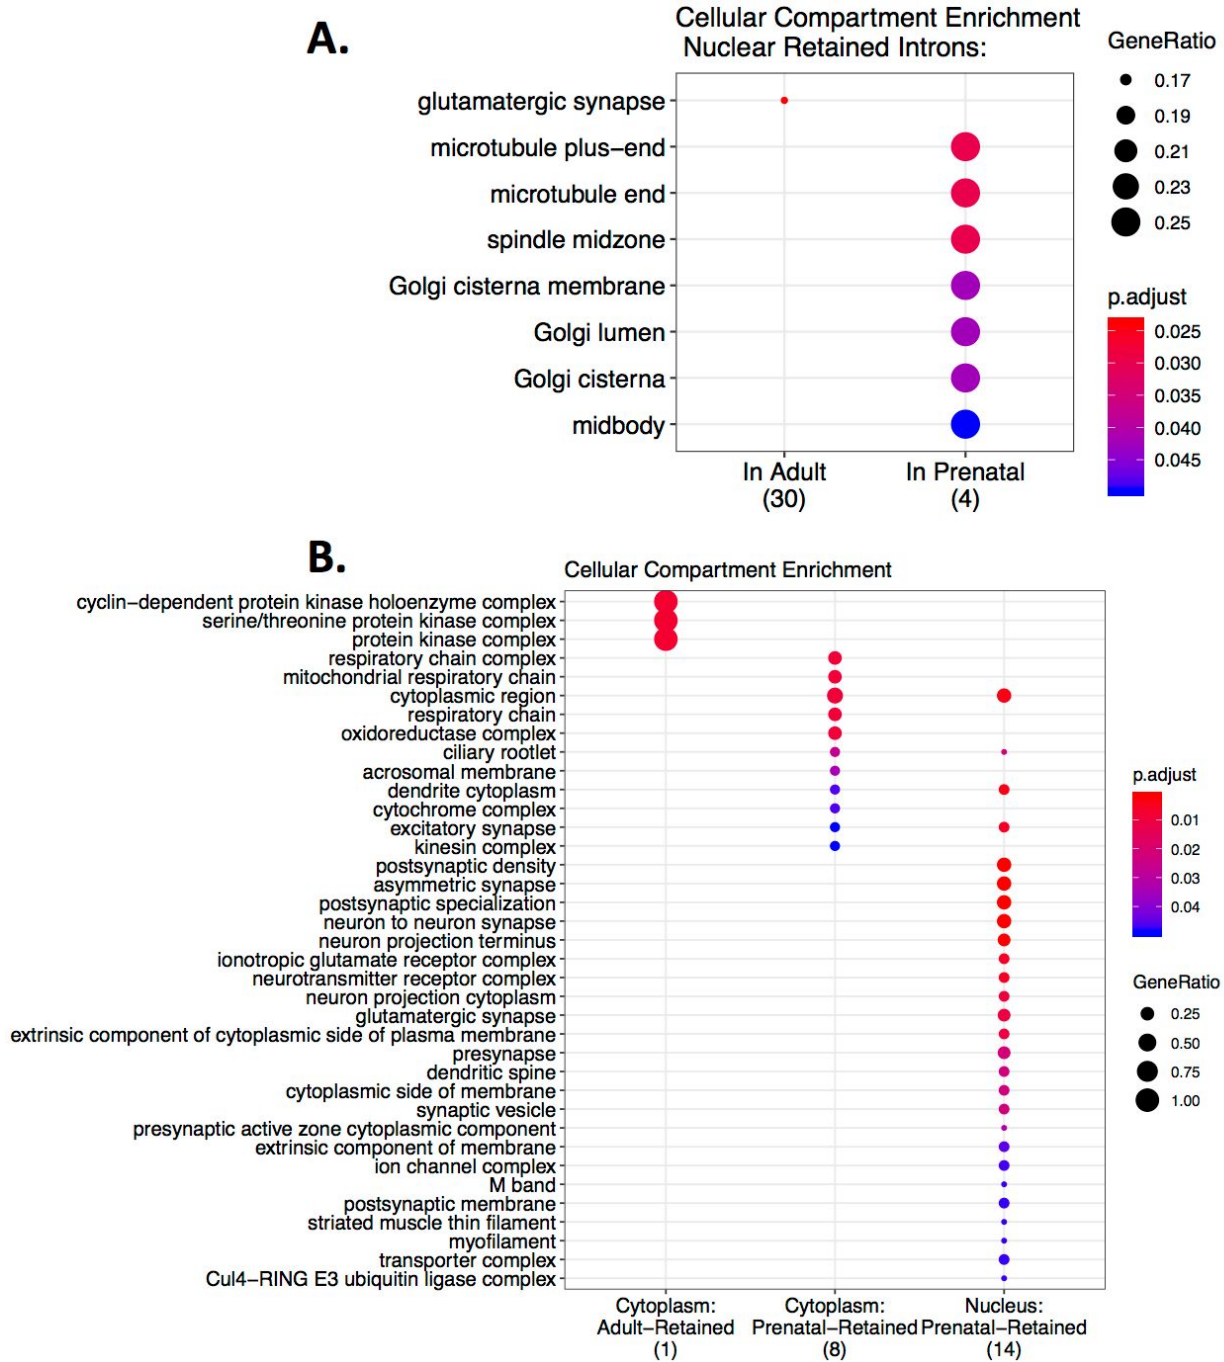 A.
Cellular Compartment Enrichment
Nuclear Retained Introns:
glutamatergic synapse
microtubule plus−end
microtubule end
spindle midzone
Golgi cisterna membrane
Golgi lumen
Golgi cisterna
midbody
In Adult
(30)
In Prenatal
(4)
GeneRatio
0.17
0.19
0.21
0.23
0.25
p.adjust
0.025
0.030
0.035
0.040
0.045
B.
Cellular Compartment Enrichment
cyclin−dependent protein kinase holoenzyme complex
serine/threonine protein kinase complex
protein kinase complex
respiratory chain complex
mitochondrial respiratory chain
cytoplasmic region
respiratory chain
oxidoreductase complex
ciliary rootlet
acrosomal membrane
dendrite cytoplasm
cytochrome complex
excitatory synapse
kinesin complex
postsynaptic density
asymmetric synapse
postsynaptic specialization
neuron to neuron synapse
neuron projection terminus
ionotropic glutamate receptor complex
neurotransmitter receptor complex
neuron projection cytoplasm
glutamatergic synapse
extrinsic component of cytoplasmic side of plasma membrane
presynapse
dendritic spine
cytoplasmic side of membrane
synaptic vesicle
presynaptic active zone cytoplasmic component
extrinsic component of membrane
ion channel complex
M band
postsynaptic membrane
striated muscle thin filament
myofilament
transporter complex
Cul4−RING E3 ubiquitin ligase complex
Cytoplasm:
Adult−Retained
(1)
Cytoplasm:
Prenatal−Retained
(8)
Nucleus:
Prenatal−Retained
(14)
p.adjust
0.01
0.02
0.03
0.04
GeneRatio
0.25
0.50
0.75
1.00